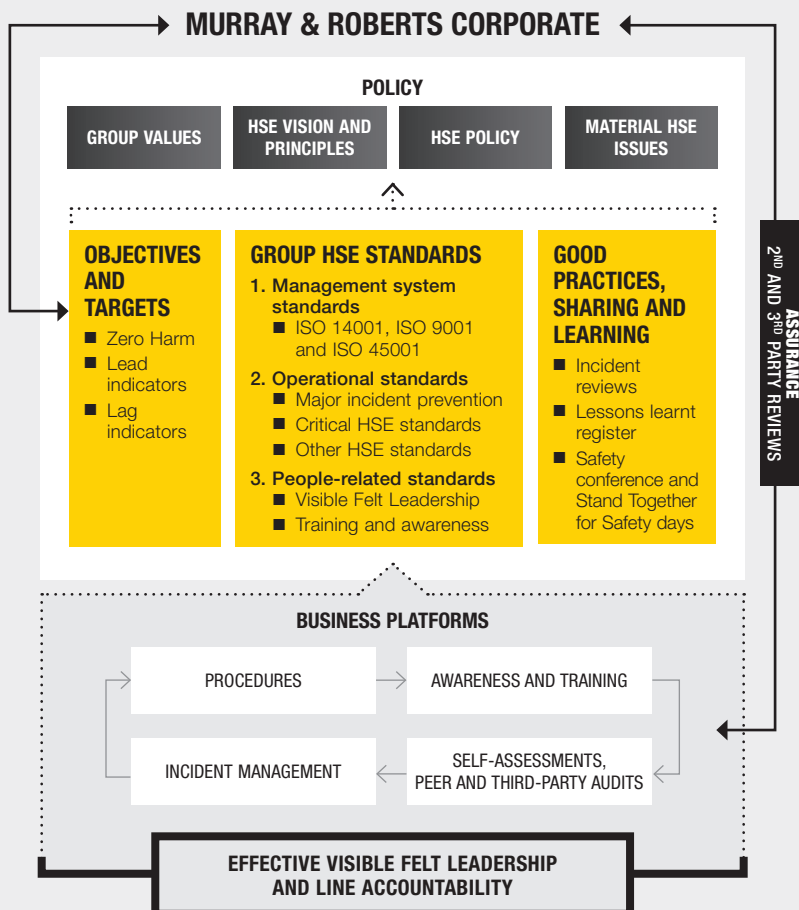 MURRAY & ROBERTS CORPORATE
POLICY
GROUP VALUES
HSE VISION AND
PRINCIPLES
HSE POLICY
MATERIAL HSE
ISSUES
OBJECTIVES
AND
TARGETS
■ Zero Harm
■ Lead
indicators
■ Lag
indicators
GROUP HSE STANDARDS
1. Management system
standards
■ ISO 14001, ISO 9001
and ISO 45001
2. Operational standards
■ Major incident prevention
■ Critical HSE standards
■ Other HSE standards
3. People-related standards
■ Visible Felt Leadership
■ Training and awareness
GOOD
PRACTICES,
SHARING AND
LEARNING
■ Incident
reviews
■ Lessons learnt
register
■ Safety
conference and
Stand Together
for Safety days
ASSURANCE
2ND AND 3RD PARTY REVIEWS
BUSINESS PLATFORMS
PROCEDURES
AWARENESS AND TRAINING
INCIDENT MANAGEMENT
SELF-ASSESSMENTS,
PEER AND THIRD-PARTY AUDITS
EFFECTIVE VISIBLE FELT LEADERSHIP
AND LINE ACCOUNTABILITY